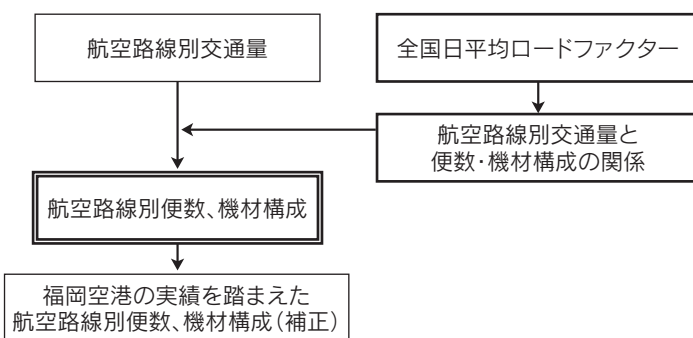 航空路線別交通量
全国日平均ロードファクター
航空路線別交通量と
便数・機材構成の関係
航空路線別便数、機材構成
福岡空港の実績を踏まえた
航空路線別便数、機材構成（補正）